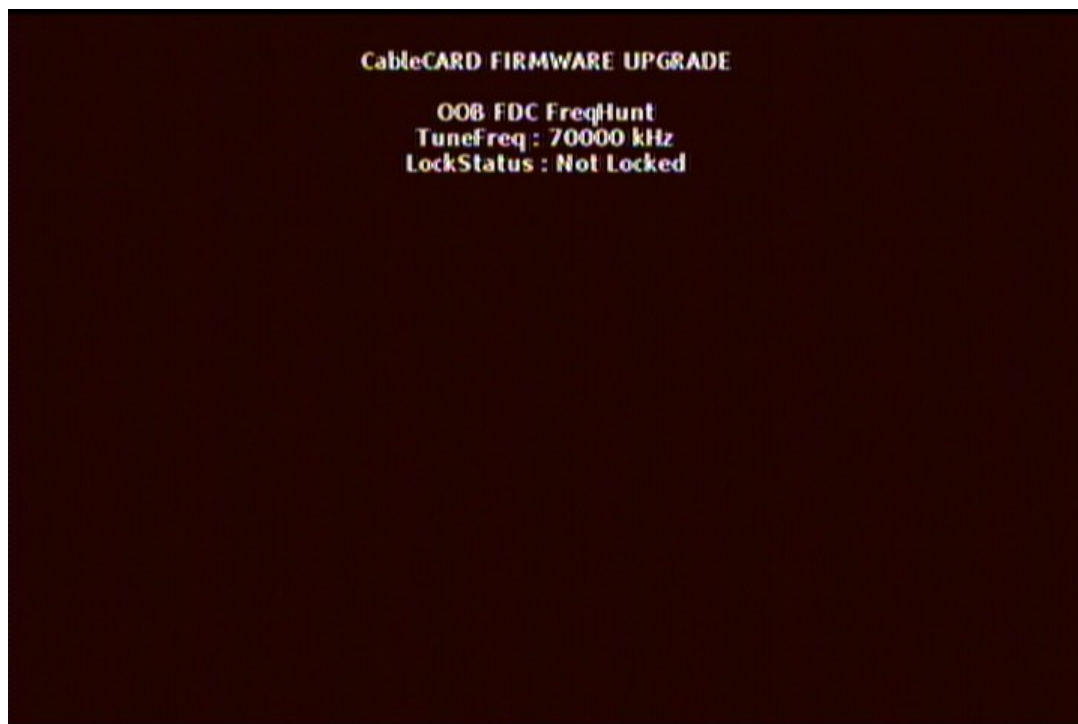 CableCARD FIRMWARE UPGRADE
OOB FDC FreqHunt
TuneFreq : 70000 kHz
LockStatus : Not Locked